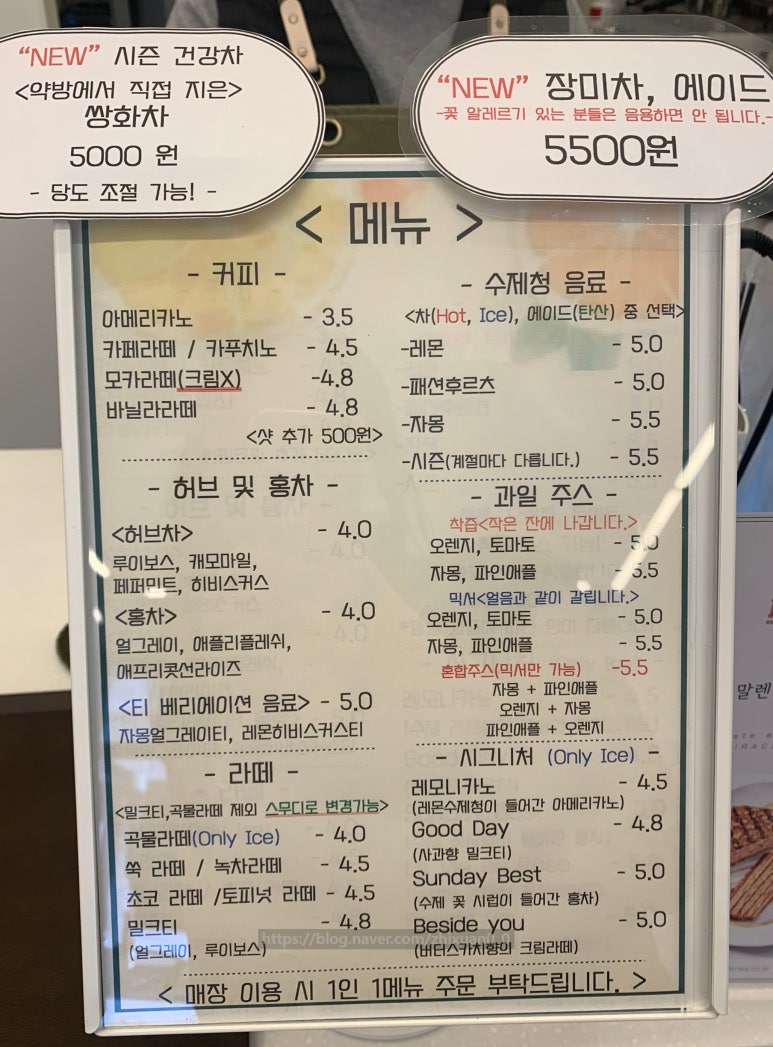 “NEW” 시즌 건강차
<약방에서 직접 지은>
쌍화차
5000 원
- 당도 조절 가능! -
“NEW” 장미차, 에이드
-꽃 알레르기 있는 분들은 음용하면 안 됩니다.-
5500원
< 메뉴 >
- 커피 -
아메리카노 - 3.5
카페라떼 / 카푸치노 - 4.5
모카라떼(크림X) -4.8
바닐라라떼 - 4.8
<샷 추가 500원>
- 허브 및 홍차 -
<허브차> - 4.0
루이보스, 캐모마일,
페퍼민트, 히비스커스
<홍차> - 4.0
얼그레이, 애플리플레쉬,
애프리콧선라이즈
<티 베리에이션 음료> - 5.0
자몽얼그레이티, 레몬히비스커스티
- 라떼 -
<밀크티,곡물라떼 제외 스무디로 변경가능>
곡물라떼(Only Ice) - 4.0
쑥 라떼 / 녹차라떼 - 4.5
초코 라떼 /토피넛 라떼 - 4.5
밀크티 - 4.8
(얼그레이, 루이보스)
- 수제청 음료 -
<차(Hot, Ice), 에이드(탄산) 중 선택>
-레몬 - 5.0
-패션후르츠 - 5.0
-자몽 - 5.5
-시즌(계절마다 다릅니다.) - 5.5
- 과일 주스 -
착즙<작은 잔에 나갑니다.>
오렌지, 토마토 - 5.0
자몽, 파인애플 - 5.5
믹서<얼음과 같이 갈립니다.>
오렌지, 토마토 - 5.0
자몽, 파인애플 - 5.5
혼합주스(믹서만 가능) -5.5
자몽 + 파인애플
오렌지 + 자몽
파인애플 + 오렌지
- 시그니처 (Only Ice) -
레모니카노 - 4.5
(레몬수제청이 들어간 아메리카노)
Good Day - 4.8
(사과향 밀크티)
Sunday Best - 5.0
(수제 꽃 시럽이 들어간 홍차)
Beside you - 5.0
(버터스카치향의 크림라떼)
< 매장 이용 시 1인 1메뉴 주문 부탁드립니다. >
말렌